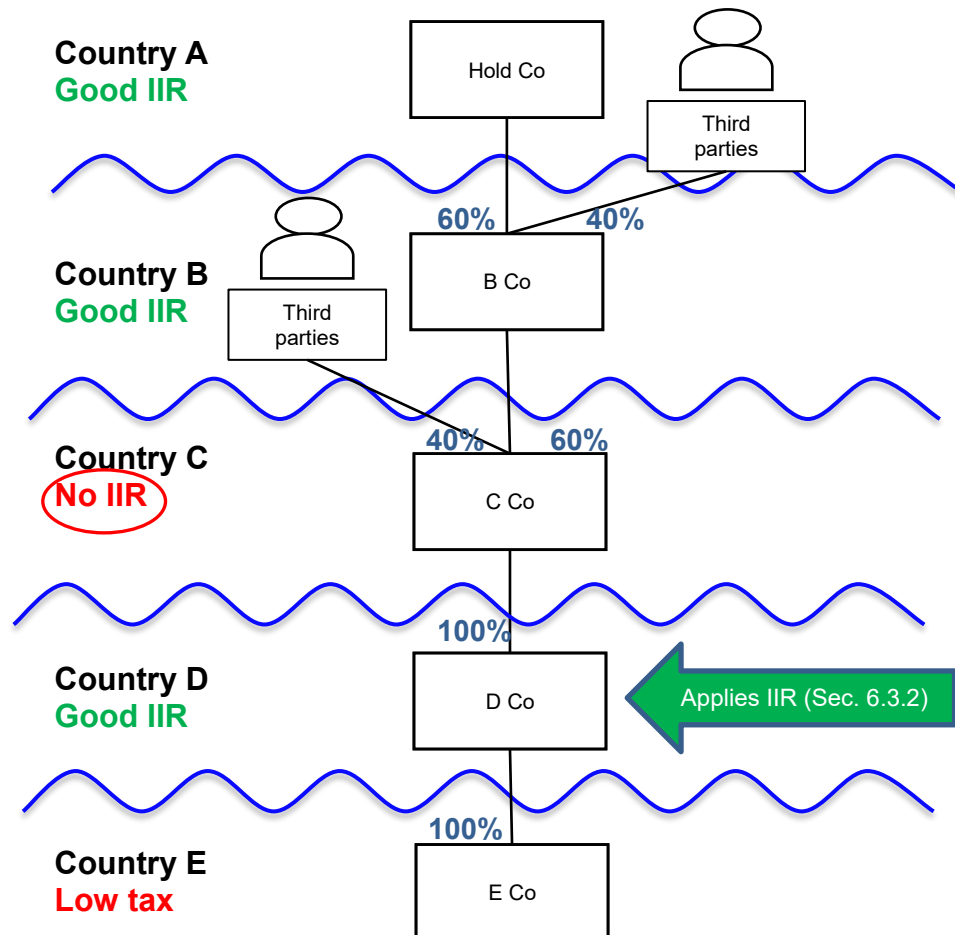 Country A
Good IIR
Hold Co
Third
parties
60%
40%
Country B
Good IIR
Third
parties
B Co
40%
60%
Country C
No IIR
C Co
100%
Country D
Good IIR
D Co
Applies IIR (Sec. 6.3.2)
100%
Country E
Low tax
E Co